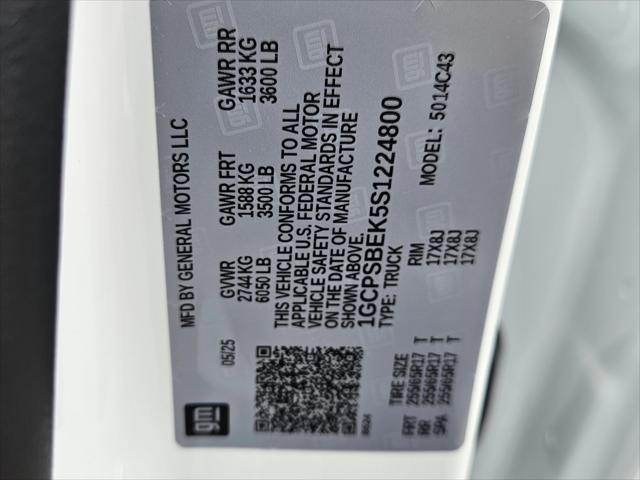 MFD BY GENERAL MOTORS LLC
05/25
GVWR GAWR FRT GAWR RR
2744 KG 1588 KG 1633 KG
6050 LB 3500 LB 3600 LB
THIS VEHICLE CONFORMS TO ALL
APPLICABLE U.S. FEDERAL MOTOR
VEHICLE SAFETY STANDARDS IN EFFECT
ON THE DATE OF MANUFACTURE
SHOWN ABOVE.
1GCPSBEK5S1224800
TYPE: TRUCK MODEL: 5014C43
TIRE SIZE RIM
FRT 255/65R17 T 17X8J
RR 255/65R17 T 17X8J
SPA 255/65R17 T 17X8J
gm